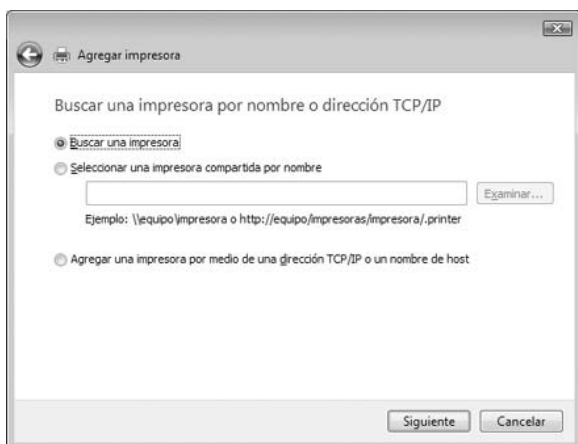 Agregar impresora
Buscar una impresora por nombre o dirección TCP/IP
Buscar una impresora
Seleccionar una impresora compartida por nombre
Examinar...
Ejemplo: \\equipo\impresora o http://equipo/impresoras/impresora/.printer
Agregar una impresora por medio de una dirección TCP/IP o un nombre de host
Siguiente Cancelar